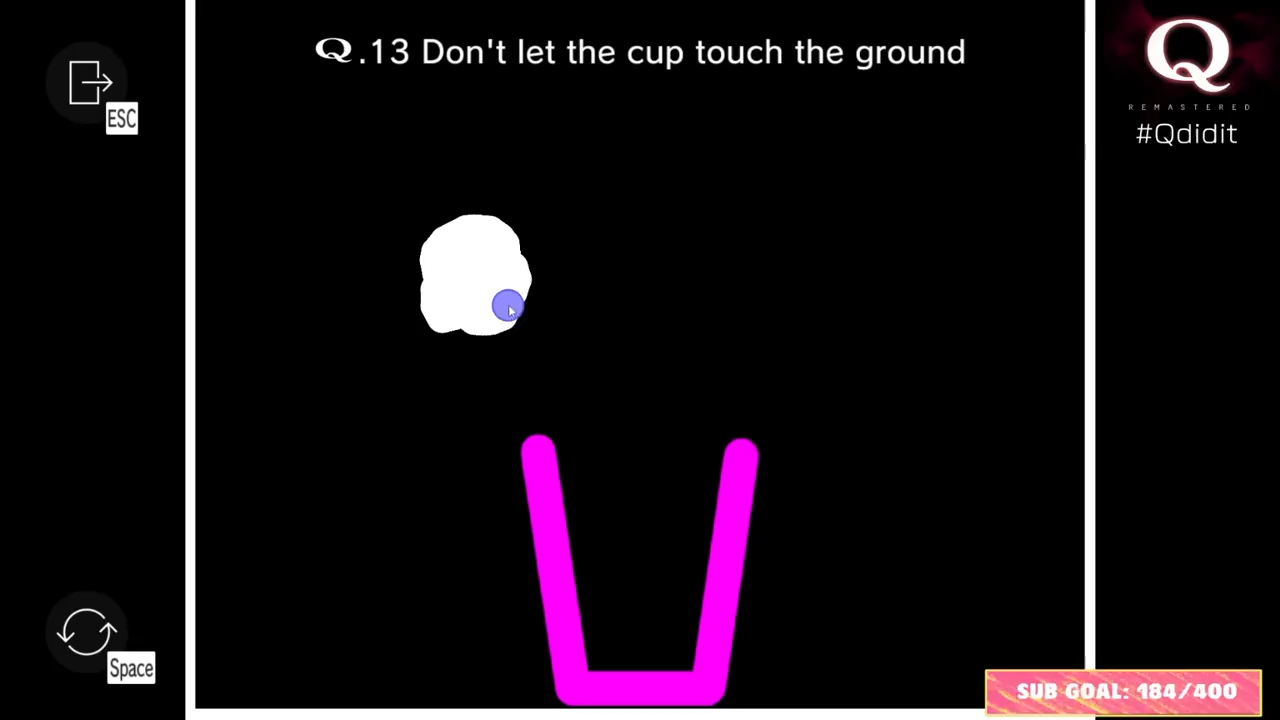 Q.13 Don't let the cup touch the ground
Q
REMASTERED
#Qdidit
ESC
Space
SUB GOAL: 184/400